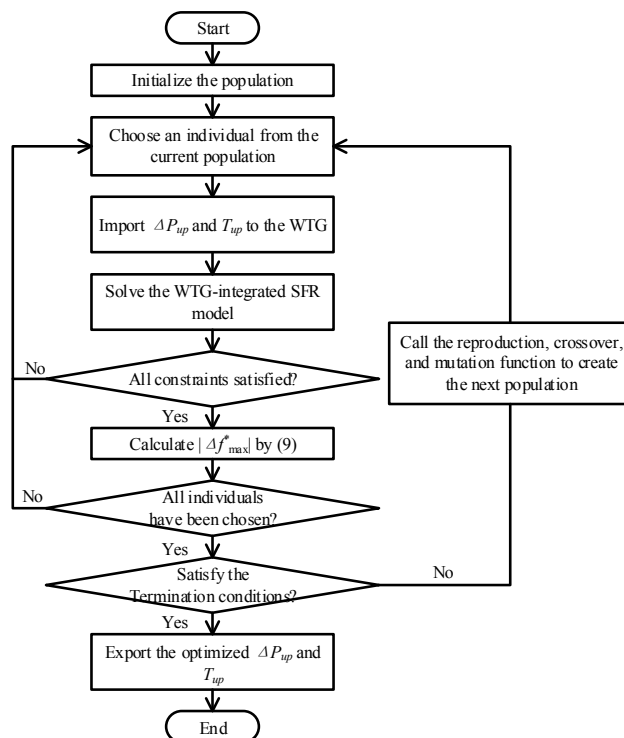 Start
Initialize the population
Choose an individual from the
current population
Import ΔP_up and T_up to the WTG
Solve the WTG-integrated SFR
model
Call the reproduction, crossover,
and mutation function to create
the next population
No
All constraints satisfied?
Yes
Calculate | Δf*_max| by (9)
No
All individuals
have been chosen?
Yes
Satisfy the
Termination conditions?
No
Yes
Export the optimized ΔP_up and
T_up
End